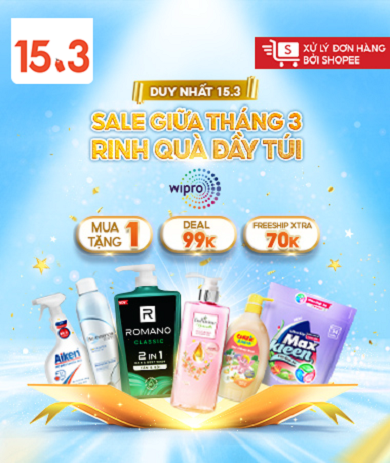 15.3
XỬ LÝ ĐƠN HÀNG
BỞI SHOPEE
DUY NHẤT 15.3
SALE GIỮA THÁNG 3
RINH QUÀ ĐẦY TÚI
wipro
MUA
TẶNG 1
DEAL
99K
FREESHIP XTRA
70K
Aiken
R
ROMANO
CLASSIC
2 IN 1
Max
kleen